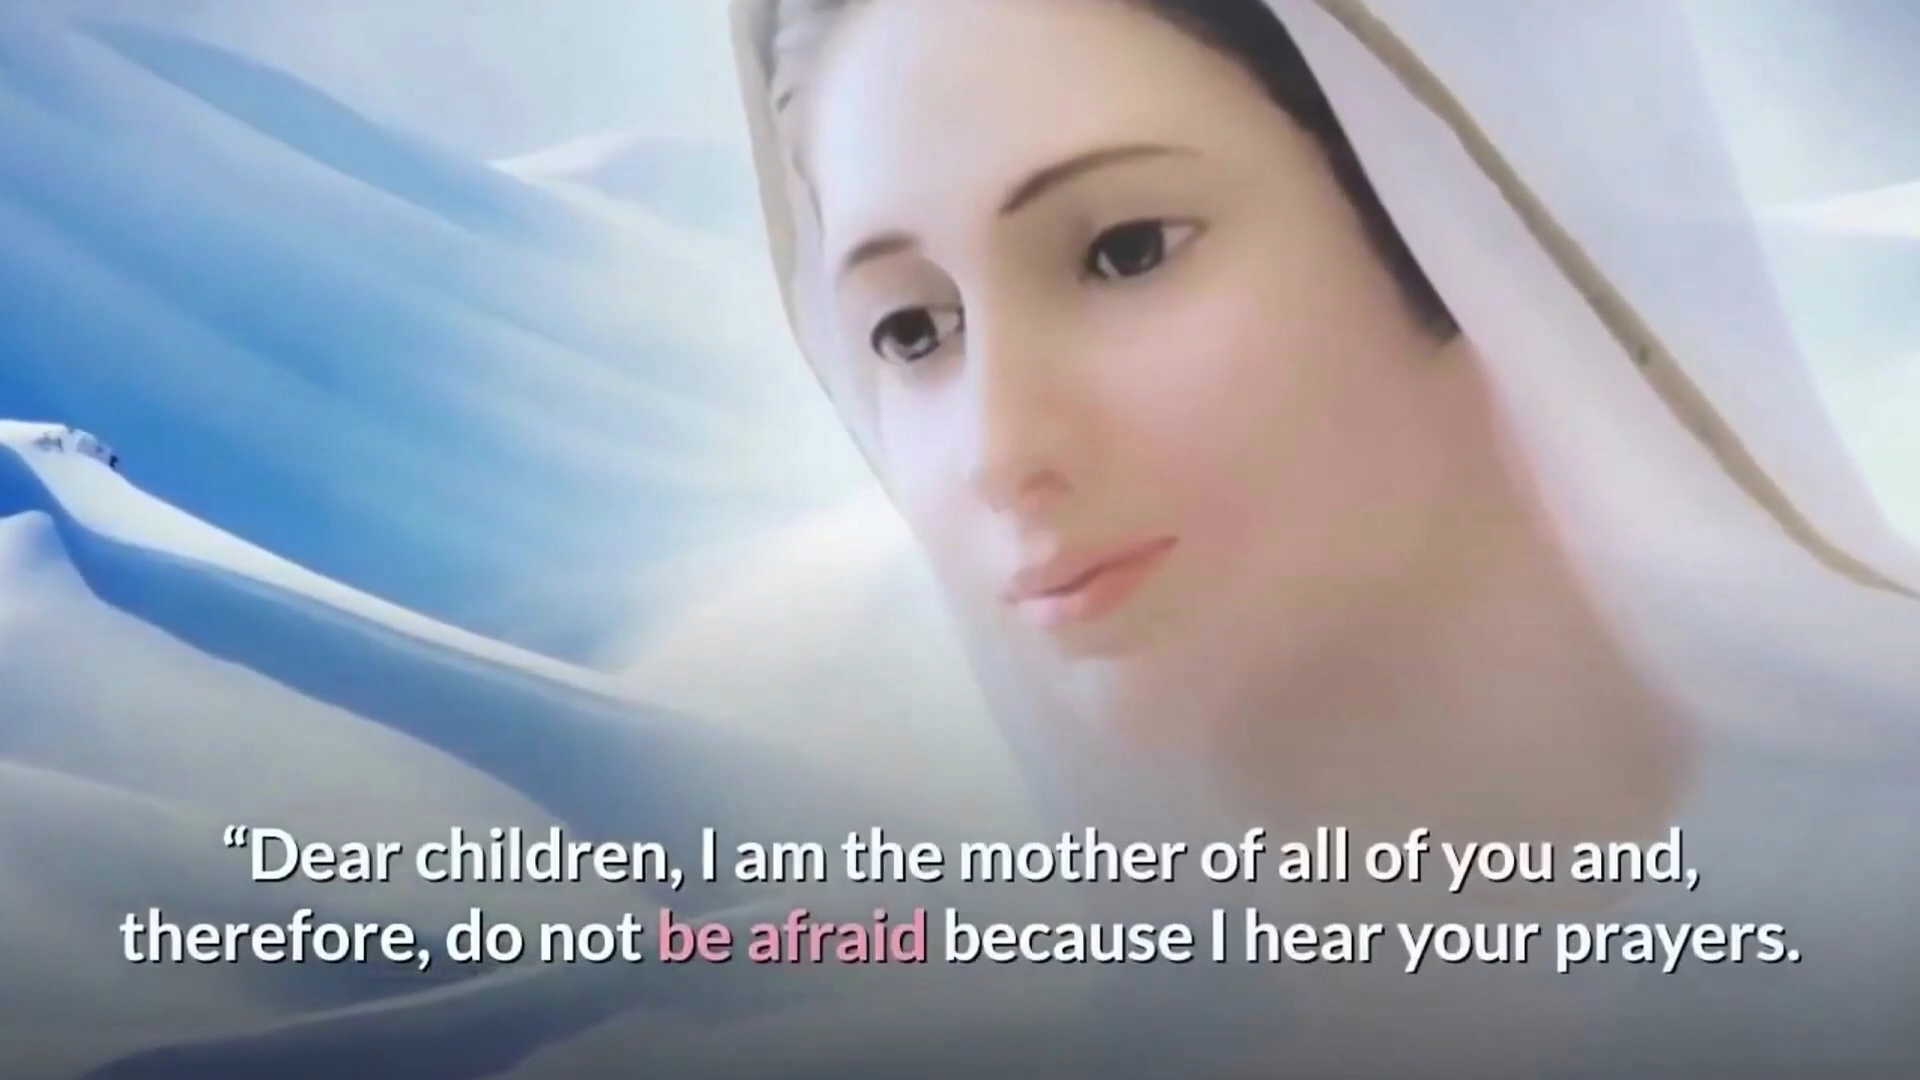 “Dear children, I am the mother of all of you and,
therefore, do not be afraid because I hear your prayers.